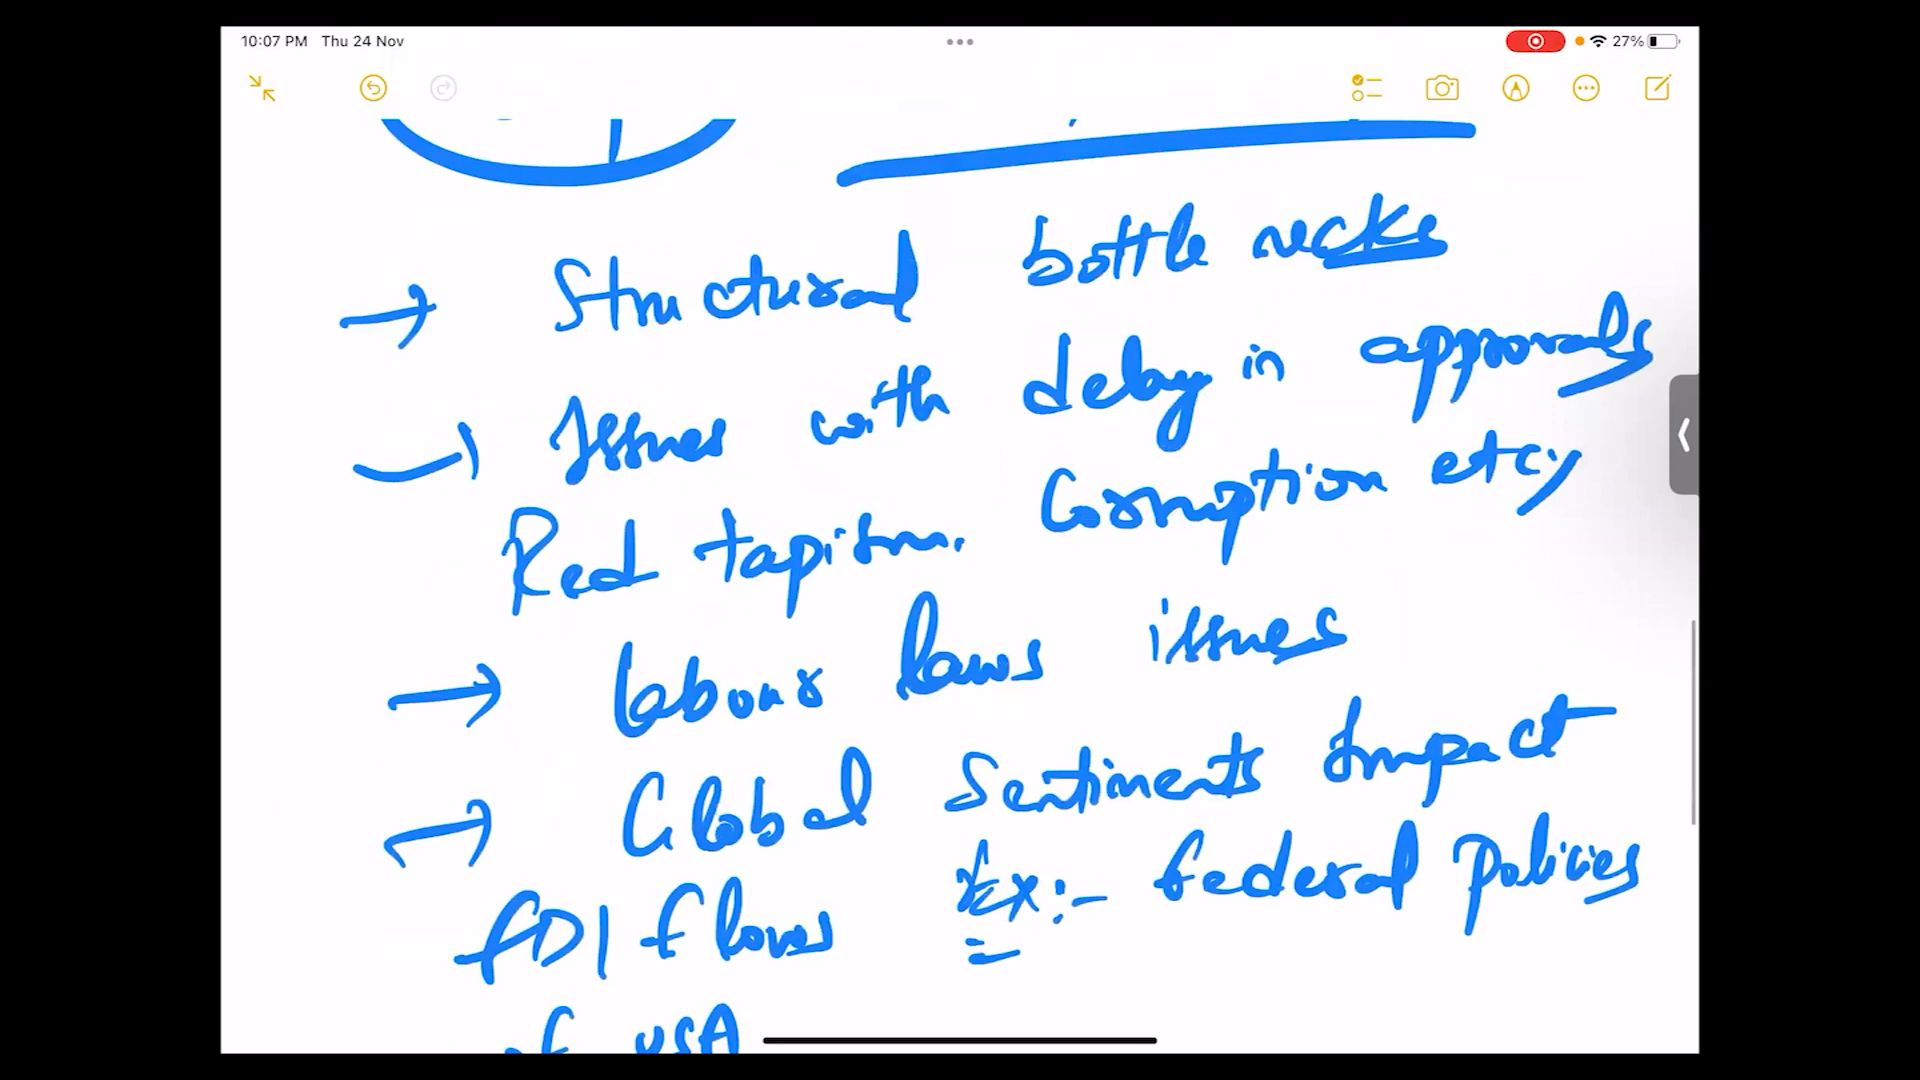 10:07 PM Thu 24 Nov 27%
→ Structural bottle necks
→ Issues with delay in approvals
Red tapism. Corruption etc,
→ labour laws issues
→ Global Sentiments Impact
FDI flows Ex:- federal policies
of USA